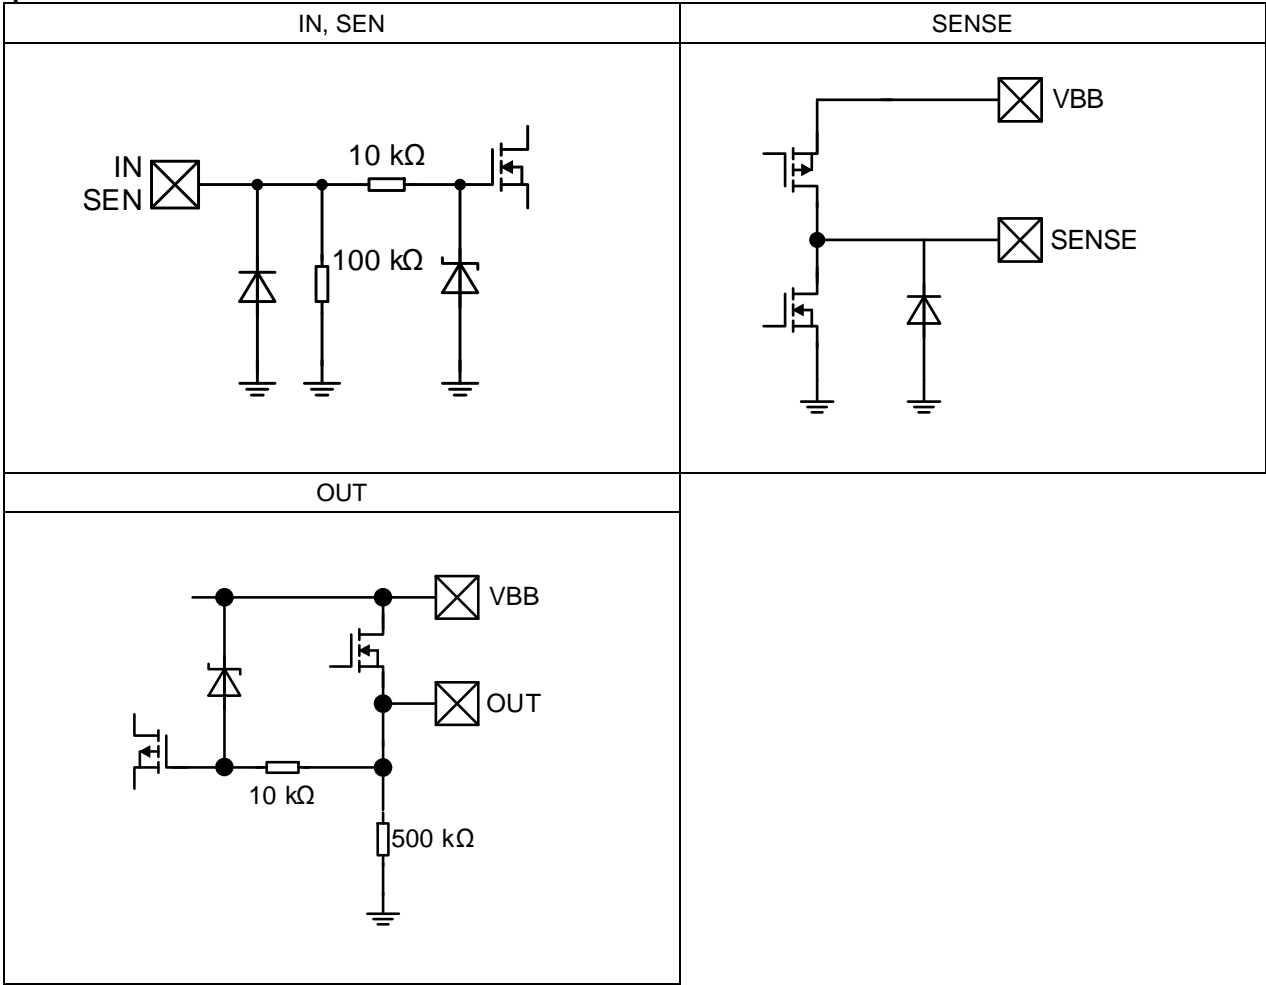 IN, SEN
SENSE
IN
SEN
10 kΩ
100 kΩ
VBB
SENSE
OUT
VBB
OUT
10 kΩ
500 kΩ